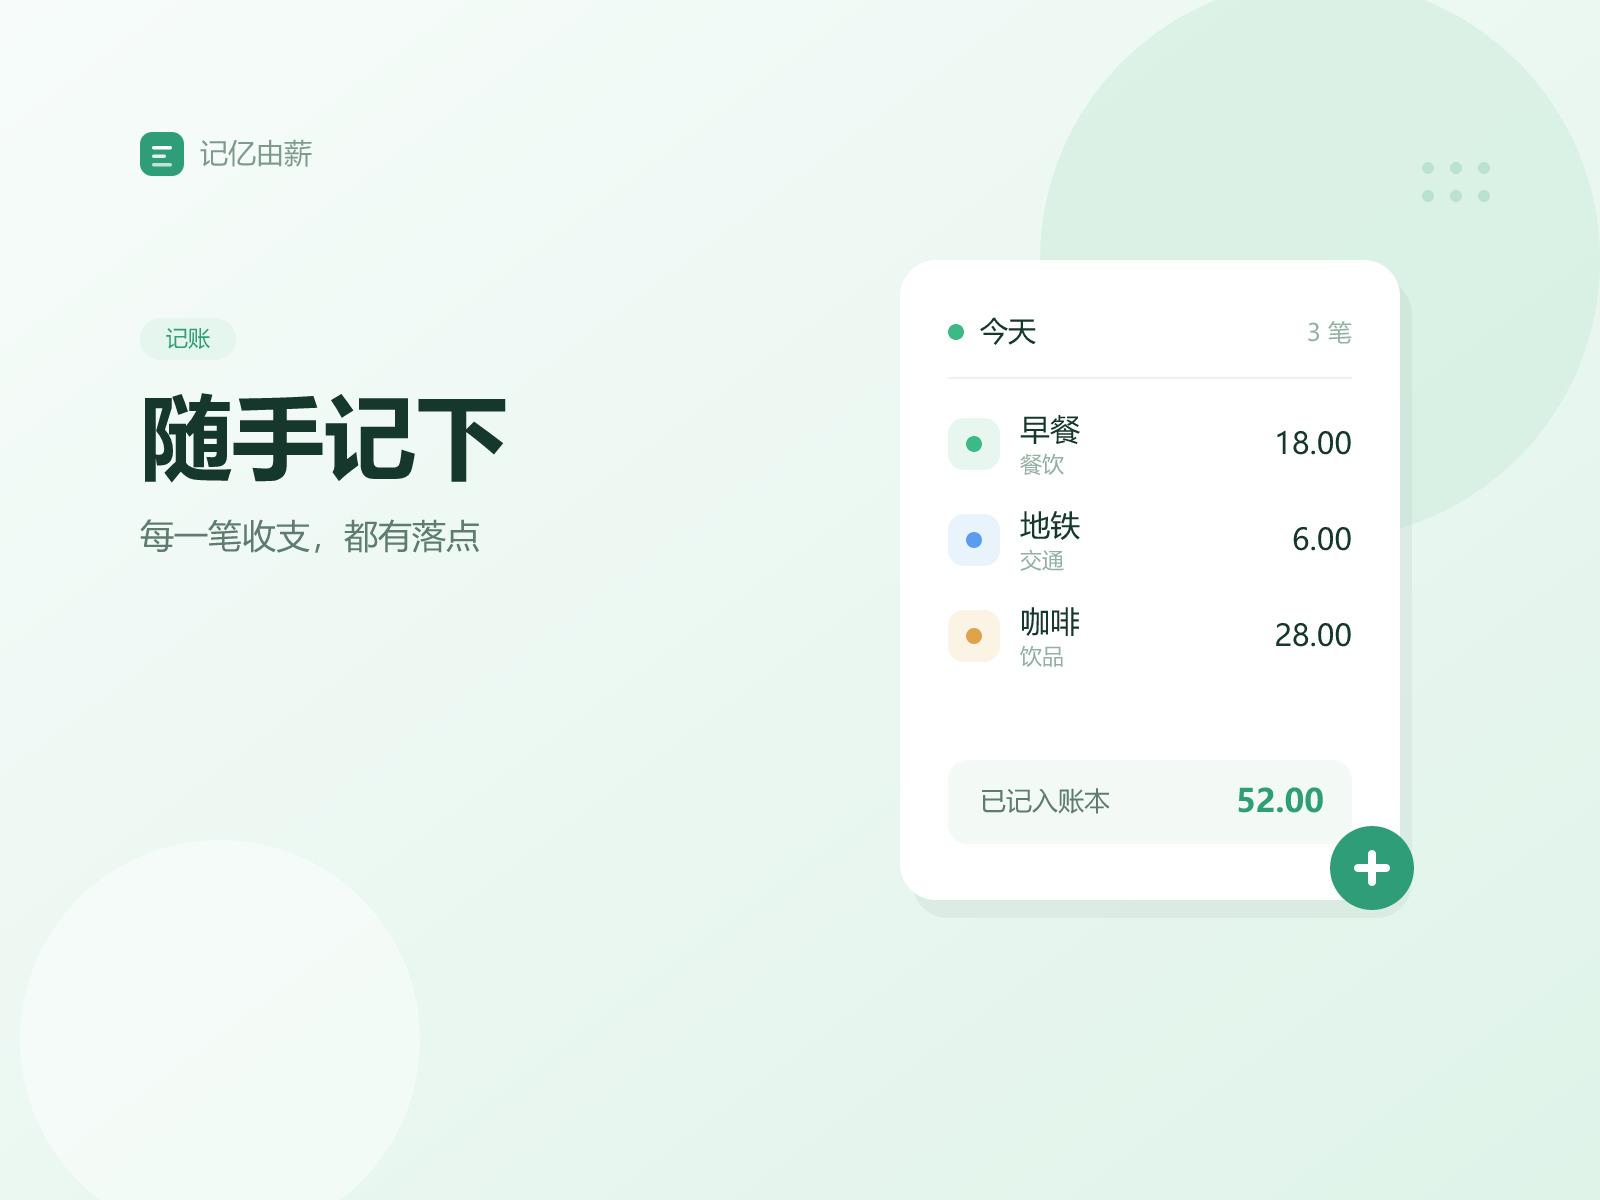 记亿由薪
记账
随手记下
每一笔收支，都有落点
今天 3 笔
早餐 18.00
餐饮
地铁 6.00
交通
咖啡 28.00
饮品
已记入账本 52.00